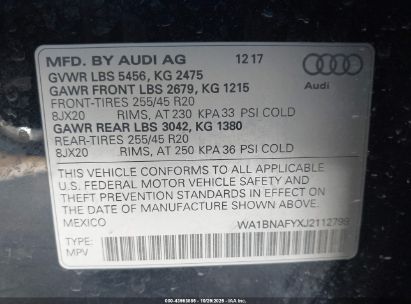 MFD. BY AUDI AG 12 17
GVWR LBS 5456, KG 2475
GAWR FRONT LBS 2679, KG 1215
FRONT-TIRES 255/45 R20
8JX20 RIMS, AT 230 KPA 33 PSI COLD
GAWR REAR LBS 3042, KG 1380
REAR-TIRES 255/45 R20
8JX20 RIMS, AT 250 KPA 36 PSI COLD
Audi
THIS VEHICLE CONFORMS TO ALL APPLICABLE
U.S. FEDERAL MOTOR VEHICLE SAFETY AND
THEFT PREVENTION STANDARDS IN EFFECT ON THE
DATE OF MANUFACTURE SHOWN ABOVE.
MEXICO WA1BNAFYXJ2112799
TYPE:
MPV